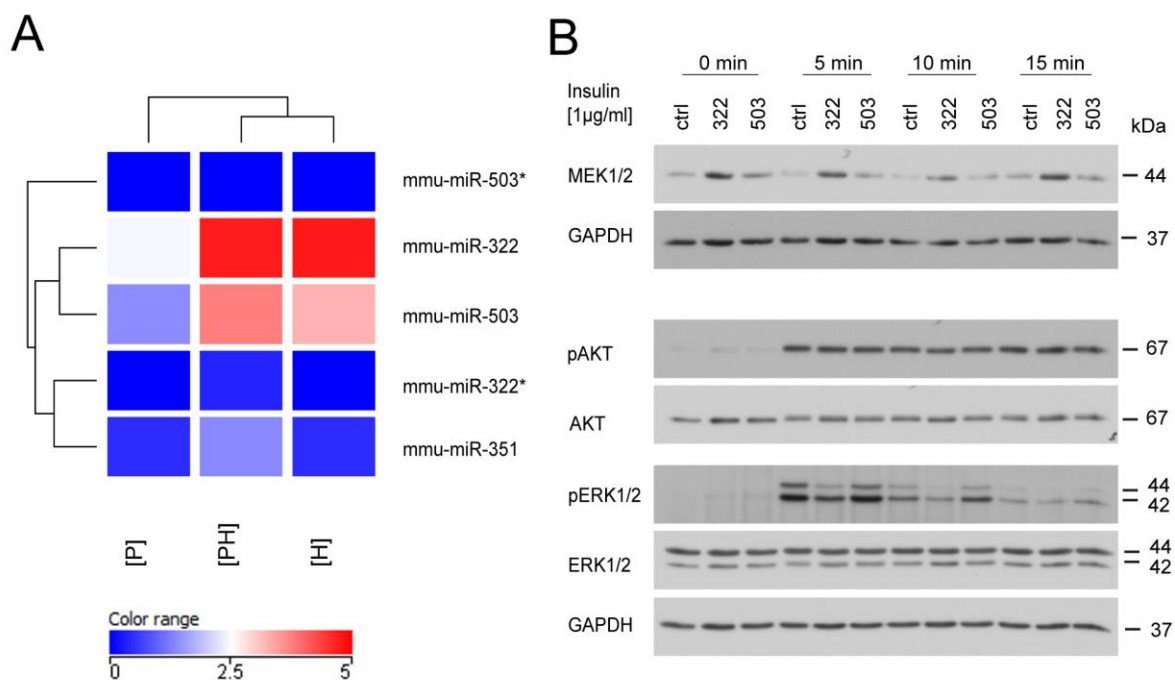 A
mmu-miR-503*
mmu-miR-322
mmu-miR-503
mmu-miR-322*
mmu-miR-351
[P] [PH] [H]
Color range
0 2.5 5
B
0 min 5 min 10 min 15 min
Insulin
[1µg/ml]
ctrl 322 503 ctrl 322 503 ctrl 322 503 ctrl 322 503
kDa
MEK1/2 44
GAPDH 37
pAKT 67
AKT 67
pERK1/2 44
42
ERK1/2 44
42
GAPDH 37